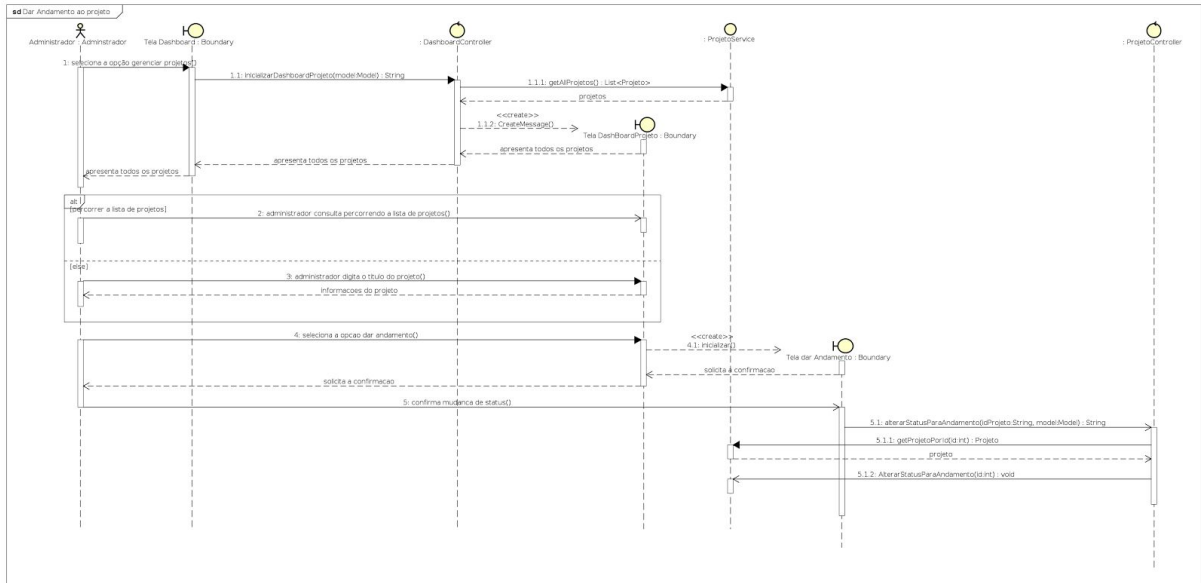 sd Dar Andamento ao projeto
Administrador : Adminstrador
Tela Dashboard : Boundary
: DashboardController
: ProjetoService
: ProjetoController
1: seleciona a opção gerenciar projetos()
1.1: inicializarDashboardProjeto(model:Model) : String
1.1.1: getAllProjetos() : List<Projeto>
projetos
<<create>>
1.1.2: CreateMessage()
Tela DashBoardProjeto : Boundary
apresenta todos os projetos
apresenta todos os projetos
apresenta todos os projetos
alt
[percorrer a lista de projetos]
2: administrador consulta percorrendo a lista de projetos()
[else]
3: administrador digita o titulo do projeto()
informacoes do projeto
4: seleciona a opcao dar andamento()
<<create>>
4.1: inicializar()
Tela dar Andamento : Boundary
solicita a confirmacao
solicita a confirmacao
5: confirma mudanca de status()
5.1: alterarStatusParaAndamento(idProjeto:String, model:Model) : String
5.1.1: getProjetoPorId(id:int) : Projeto
projeto
5.1.2: AlterarStatusParaAndamento(id:int) : void